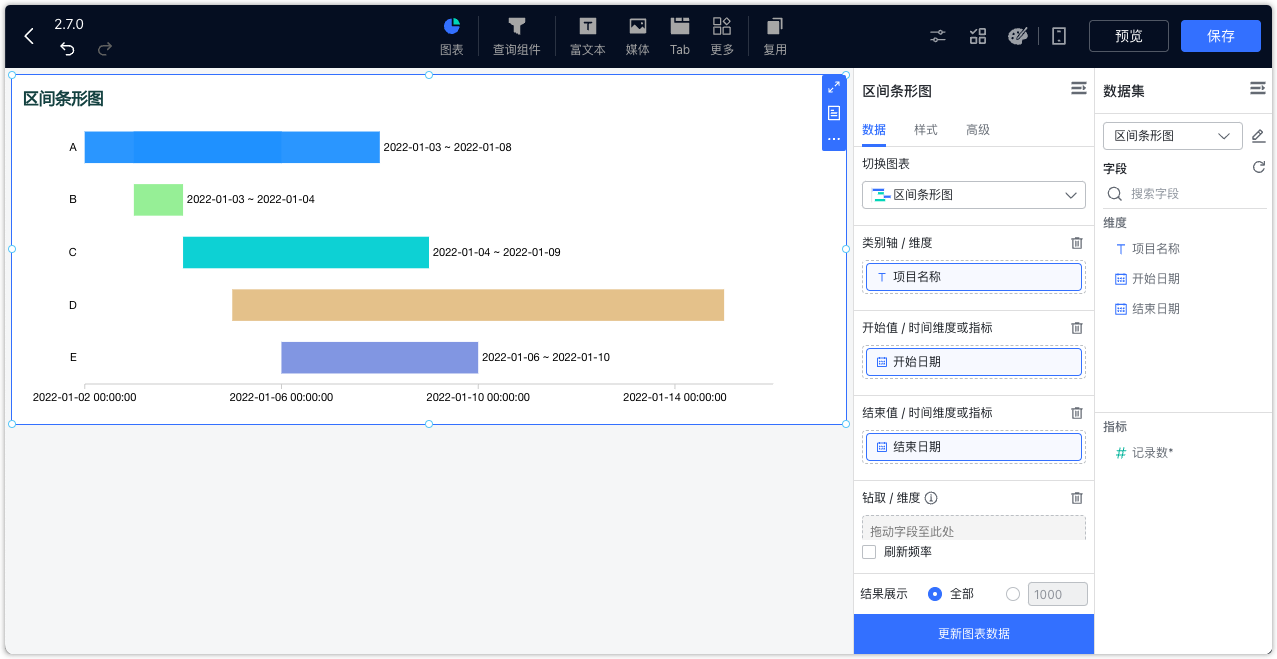 2.7.0
图表
查询组件
富文本
媒体
Tab
更多
复用
预览
保存
区间条形图
A
2022-01-03 ~ 2022-01-08
B
2022-01-03 ~ 2022-01-04
C
2022-01-04 ~ 2022-01-09
D
E
2022-01-06 ~ 2022-01-10
2022-01-02 00:00:00
2022-01-06 00:00:00
2022-01-10 00:00:00
2022-01-14 00:00:00
区间条形图
数据
样式
高级
切换图表
区间条形图
类别轴 / 维度
T 项目名称
开始值 / 时间维度或指标
开始日期
结束值 / 时间维度或指标
结束日期
钻取 / 维度
拖动字段至此处
刷新频率
结果展示
全部
1000
更新图表数据
数据集
区间条形图
字段
搜索字段
维度
T 项目名称
开始日期
结束日期
指标
# 记录数*